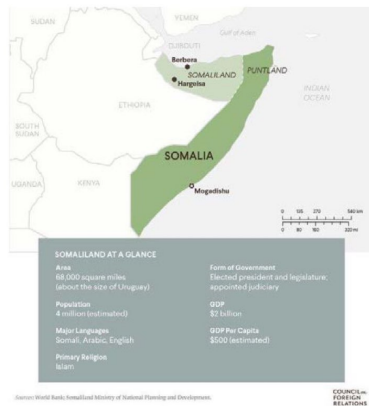 SUDAN
YEMEN
Gulf of Aden
DJIBOUTI
Berbera
SOMALILAND
PUNTLAND
Hargeisa
INDIAN
OCEAN
ETHIOPIA
SOUTH
SUDAN
SOMALIA
UGANDA
KENYA
Mogadishu
SOMALILAND AT A GLANCE
Area
68,000 square miles
(about the size of Uruguay)
Population
4 million (estimated)
Major Languages
Somali, Arabic, English
Primary Religion
Islam
Form of Government
Elected president and legislature;
appointed judiciary
GDP
$2 billion
GDP Per Capita
$500 (estimated)
Sources: World Bank; Somaliland Ministry of National Planning and Development.
COUNCIL on
FOREIGN
RELATIONS